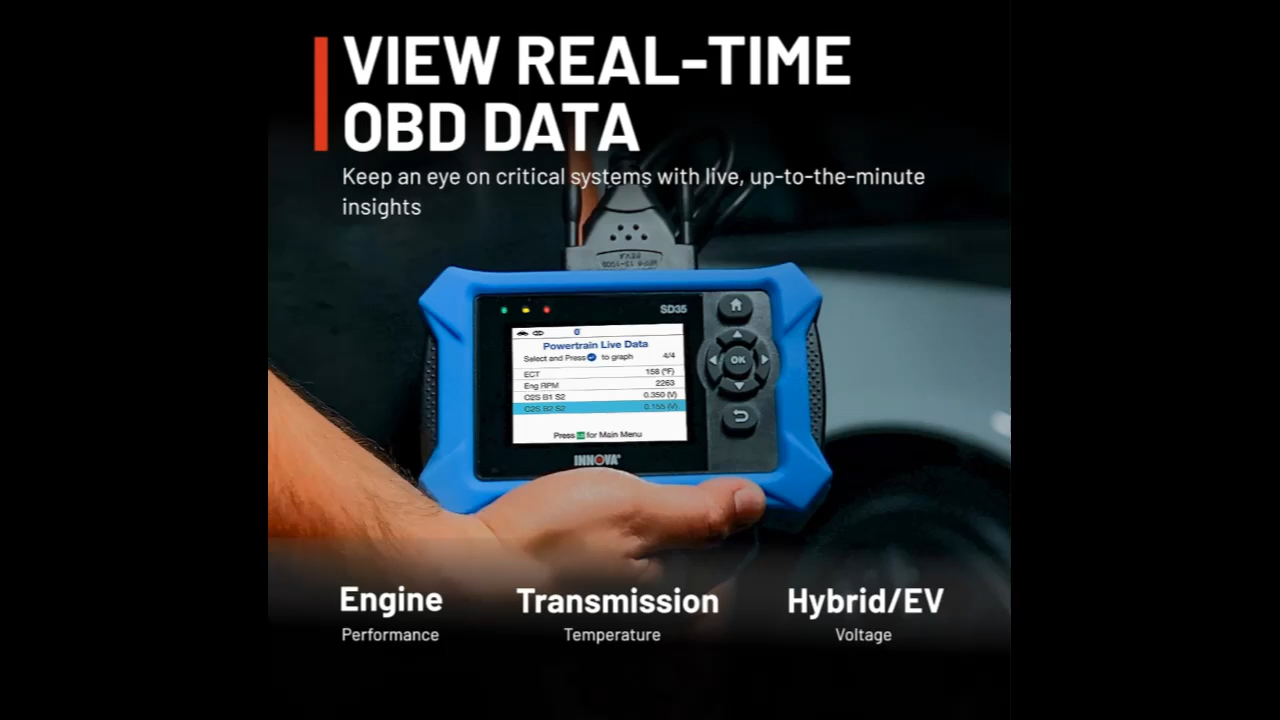 VIEW REAL-TIME
OBD DATA
Keep an eye on critical systems with live, up-to-the-minute
insights
SD35
Powertrain Live Data
Select and Press to graph 4/4
ECT 158 (°F)
Eng RPM 2263
O2S B1 S2 0.350 (V)
O2S B2 S2 0.155 (V)
Press for Main Menu
INNOVA®
OK
Engine Transmission Hybrid/EV
Performance Temperature Voltage